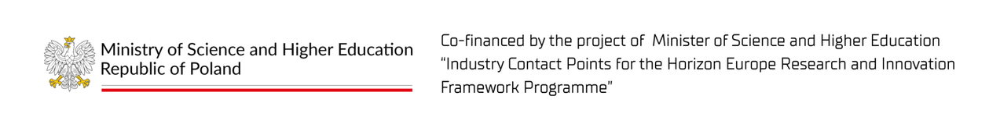 Ministry of Science and Higher Education
Republic of Poland
Co-financed by the project of  Minister of Science and Higher Education
“Industry Contact Points for the Horizon Europe Research and Innovation
Framework Programme”